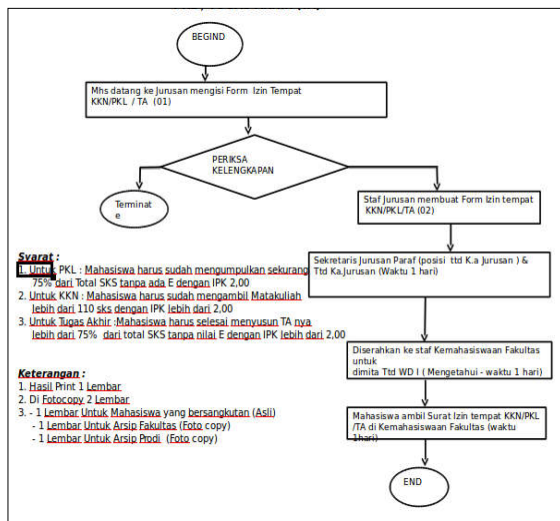 BEGIND
Mhs datang ke Jurusan mengisi Form Izin Tempat
KKN/PKL / TA (01)
PERIKSA
KELENGKAPAN
Terminat
e
Staf Jurusan membuat Form Izin tempat
KKN/PKL/TA (02)
Sekretaris Jurusan Paraf (posisi ttd K.a Jurusan ) &
Ttd Ka.Jurusan (Waktu 1 hari)
Syarat :
1. Untuk PKL : Mahasiswa harus sudah mengumpulkan sekurang
75% dari Total SKS tanpa ada E dengan IPK 2,00
2. Untuk KKN : Mahasiswa harus sudah mengambil Matakuliah
lebih dari 110 sks dengan IPK lebih dari 2,00
3. Untuk Tugas Akhir :Mahasiswa harus selesai menyusun TA nya
lebih dari 75% dari total SKS tanpa nilai E dengan IPK lebih dari 2,00
Diserahkan ke staf Kemahasiswaan Fakultas
untuk
dimita Ttd WD I ( Mengetahui - waktu 1 hari)
Keterangan :
1. Hasil Print 1 Lembar
2. Di Fotocopy 2 Lembar
3. - 1 Lembar Untuk Mahasiswa yang bersangkutan (Asli)
- 1 Lembar Untuk Arsip Fakultas (Foto copy)
- 1 Lembar Untuk Arsip Prodi (Foto copy)
Mahasiswa ambil Surat Izin tempat KKN/PKL
/TA di Kemahasiswaan Fakultas (waktu
1hari)
END